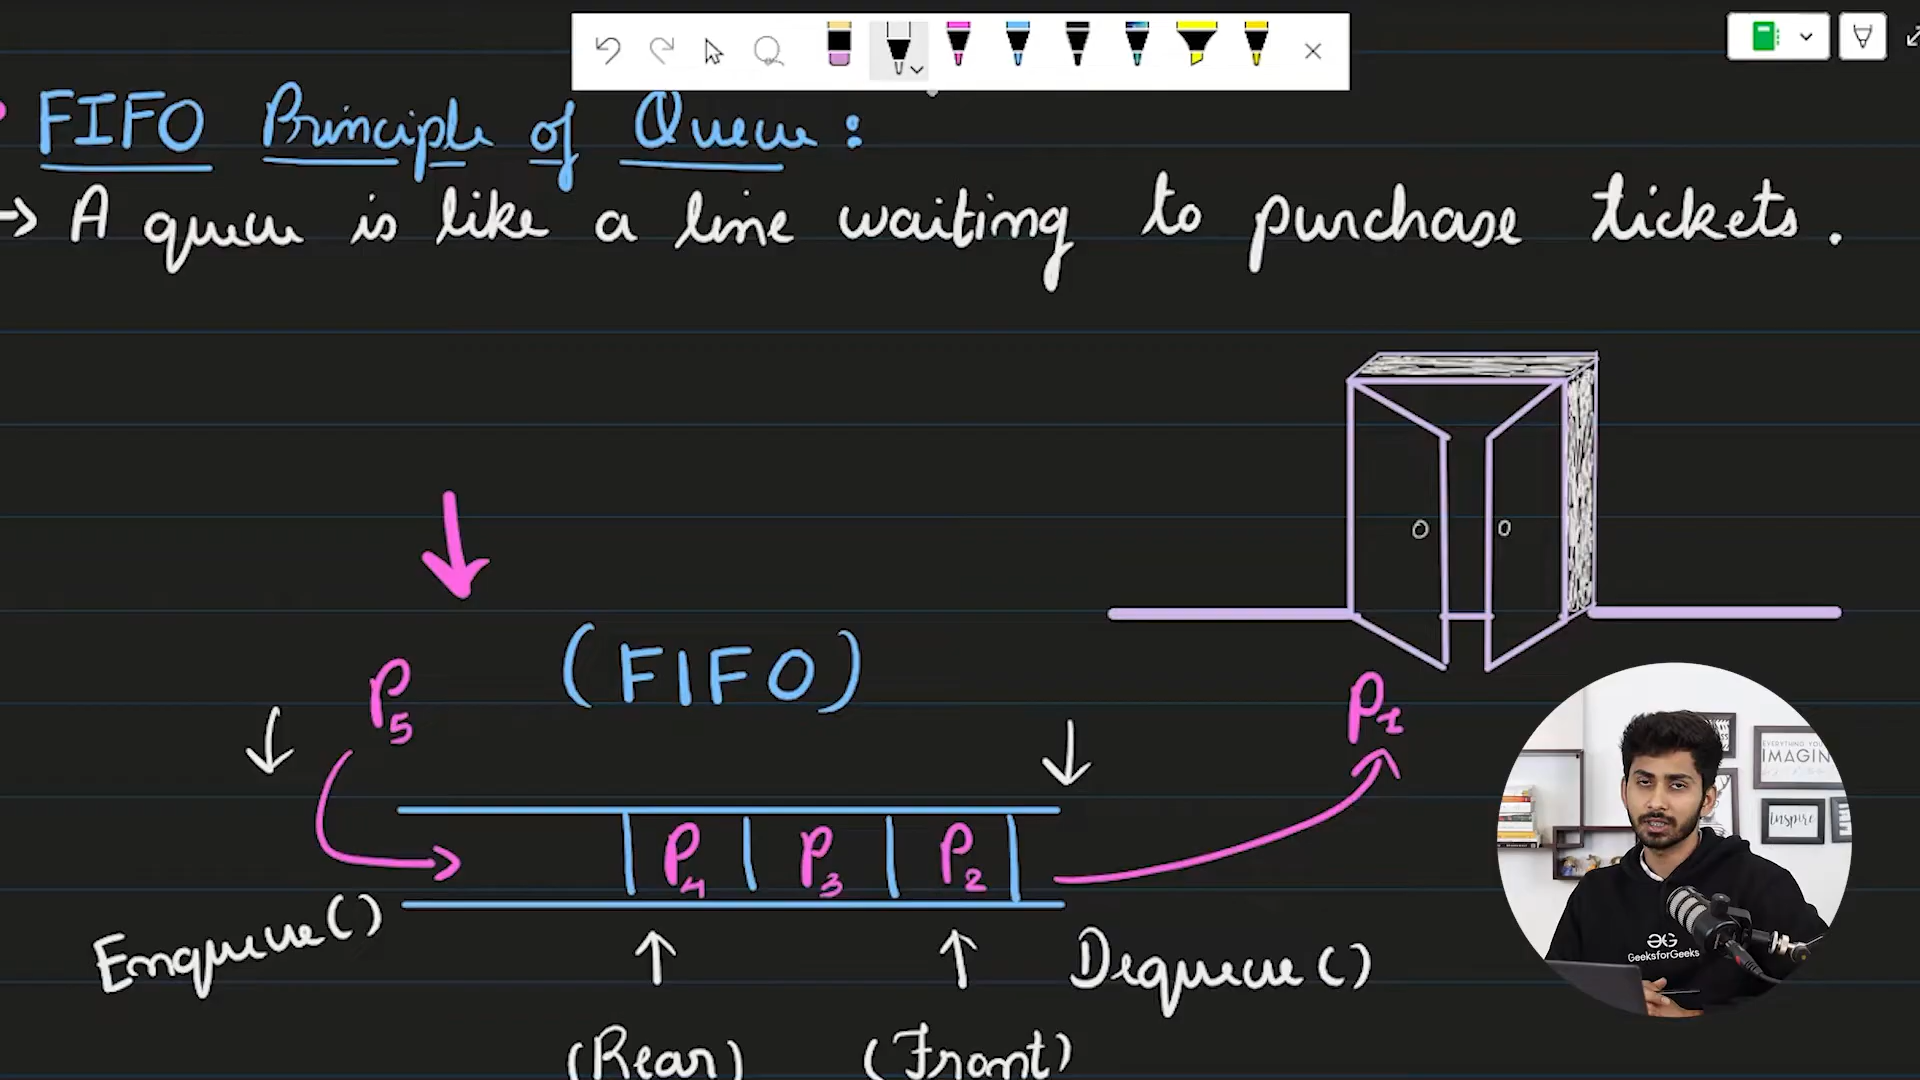 FIFO Principle of Queue:
→ A queue is like a line waiting to purchase tickets.
P5
(FIFO)
P1
P4 P3 P2
Enqueue()
Dequeue()
(Rear)
(Front)
IMAGIN
inspire
GeeksforGeeks